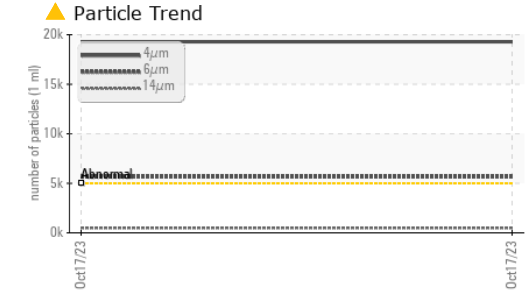 Particle Trend
20k
15k
10k
5k
0k
number of particles (1 ml)
4μm
6μm
14μm
Abnormal
Oct17/23
Oct17/23